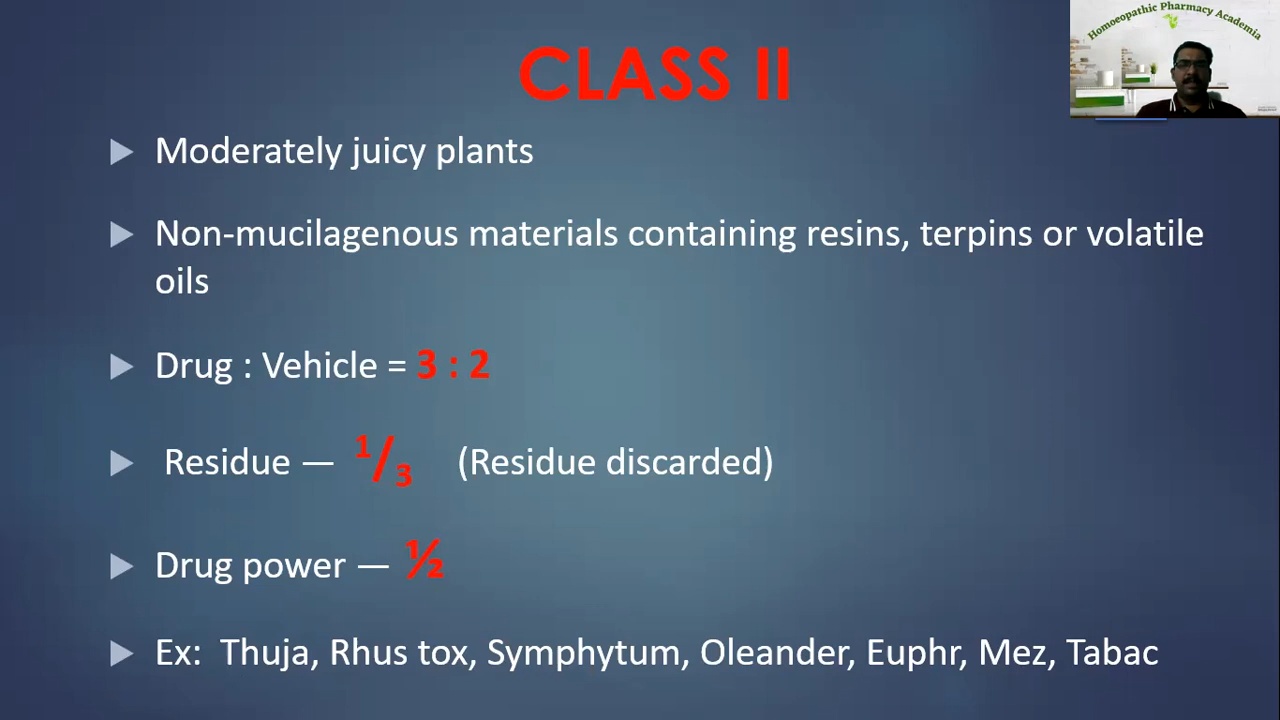 Homoeopathic Pharmacy Academia
CLASS II
Moderately juicy plants
Non-mucilagenous materials containing resins, terpins or volatile
oils
Drug : Vehicle = 3 : 2
Residue — 1/3 (Residue discarded)
Drug power — ½
Ex: Thuja, Rhus tox, Symphytum, Oleander, Euphr, Mez, Tabac